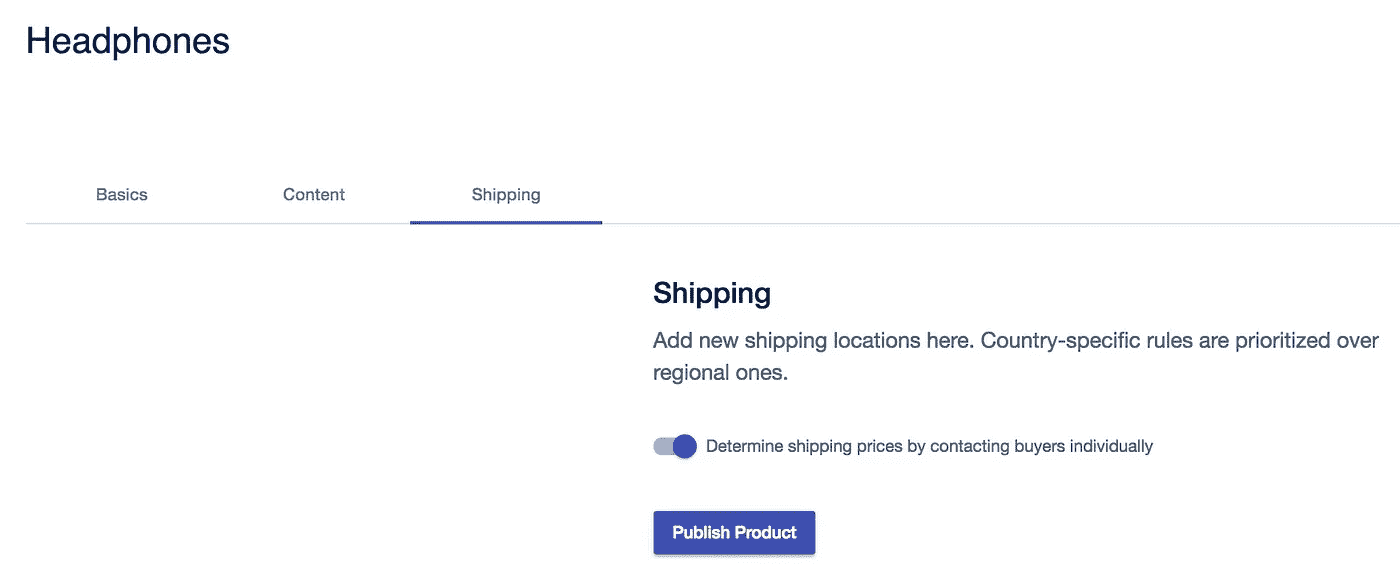 Headphones
Basics
Content
Shipping
Shipping
Add new shipping locations here. Country-specific rules are prioritized over
regional ones.
Determine shipping prices by contacting buyers individually
Publish Product